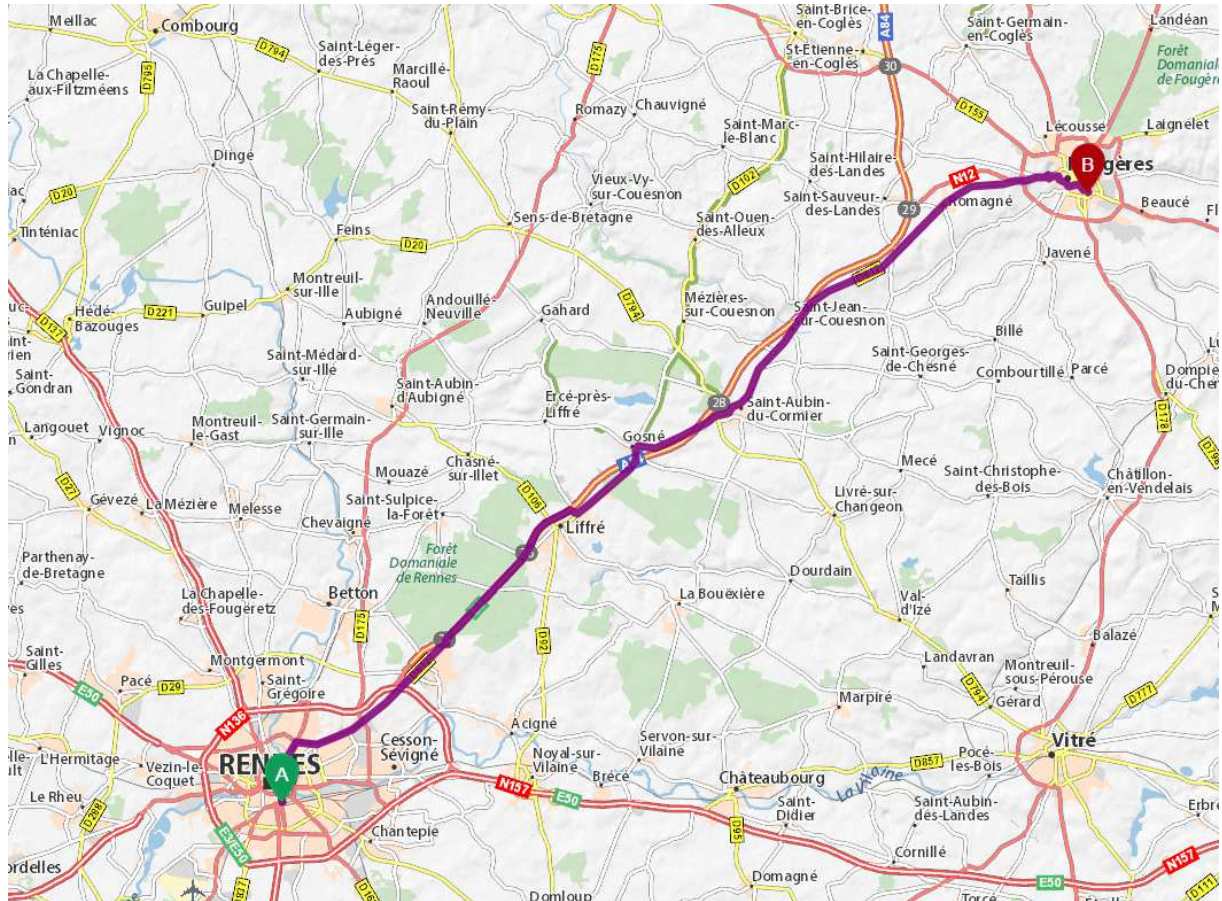 Meillac
Combourg
D794
Saint-Léger-
des-Prés
D175
Saint-Brice-
en-Coglès
A84
Saint-Germain-
en-Coglès
Landéan
La Chapelle-
aux-Filtzméens
D795
Marcillé-
Raoul
St-Etienne-
en-Coglès
30
Forêt
Domaniale
Saint-Rémy-
du-Plain
Romazy
Chauvigné
D155
Lécousse
Laignelet
Dingé
Saint-Marc-
le-Blanc
Saint-Hilaire-
des-Landes
N12
B
D20
Vieux-Vy-
sur-Couesnon
D102
Saint-Sauveur-
des-Landes
29
Romagné
Beaucé
Tinténiac
Feins
Sens-de-Bretagne
D20
Saint-Ouen-
des-Alleux
Javené
Montreuil-
sur-Ille
Hédé-
Bazouges
D221
Guipel
Aubigné
Andouillé-
Neuville
Gahard
D794
Mézières-
sur-Couesnon
Saint-Jean-
sur-Couesnon
Billé
D137
Saint-Médard-
sur-Ille
Saint-Georges-
de-Chesné
Combourtillé
Parcé
Saint-
Gondran
Saint-Aubin
d'Aubigné
Ercé-près-
Liffré
28
Saint-Aubin-
du-Cormier
D178
D798
Langouet
Vignoc
Montreuil-
le-Gast
Saint-Germain-
sur-Ille
Gosné
Chasné-
sur-Illet
Mecé
D27
Mouazé
Saint-Christophe-
des-Bois
Châtillon-
en-Vendelais
Gévezé
La Mézière
Melesse
Saint-Sulpice-
la-Forêt
D106
Livré-sur-
Changeon
Chevaigné
Liffré
Parthenay-
de-Bretagne
Forêt
Domaniale
de Rennes
Dourdain
Taillis
La Chapelle-
des-Fougeretz
Betton
La Bouëxière
Val-
d'Izé
D175
D92
Balazé
Saint-
Gilles
Montgermont
Landavran
Montreuil-
sous-Pérouse
Pacé
D29
Saint-
Grégoire
D794
Gérard
D777
E50
N136
Marpiré
Acigné
Cesson-
Sévigné
Servon-sur-
Vilaine
Vitré
L'Hermitage
Vezin-le-
Coquet
RENNES
A
Noyal-sur-
Vilaine
Brécé
Châteaubourg
La Vilaine
D857
Pocé-
les-Bois
Le Rheu
D288
N157
E50
Saint-
Didier
Saint-Aubin-
des-Landes
E3/E50
Chantepie
D95
Cornillé
N157
Domloup
Domagné
E50
Torcé
D111